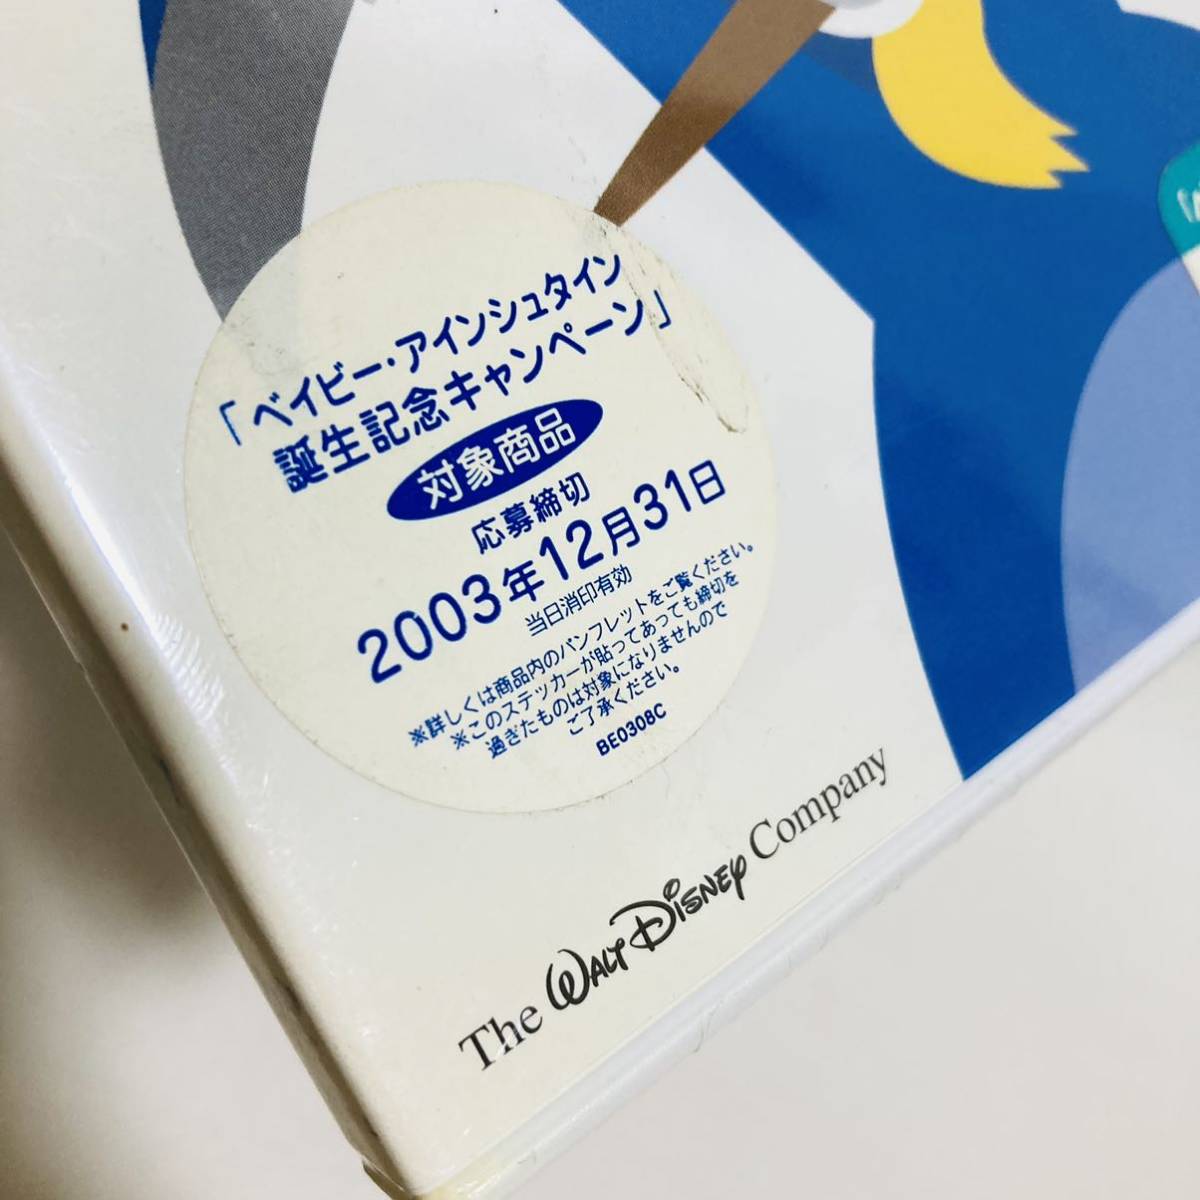 「ベイビー・アインシュタイン
誕生記念キャンペーン」
対象商品
応募締切
2003年12月31日
当日消印有効
※詳しくは商品内のパンフレットをご覧ください。
※このステッカーが貼ってあっても締切を
過ぎたものは対象になりませんので
ご了承ください。
BE0308C
The WALT DISNEY Company